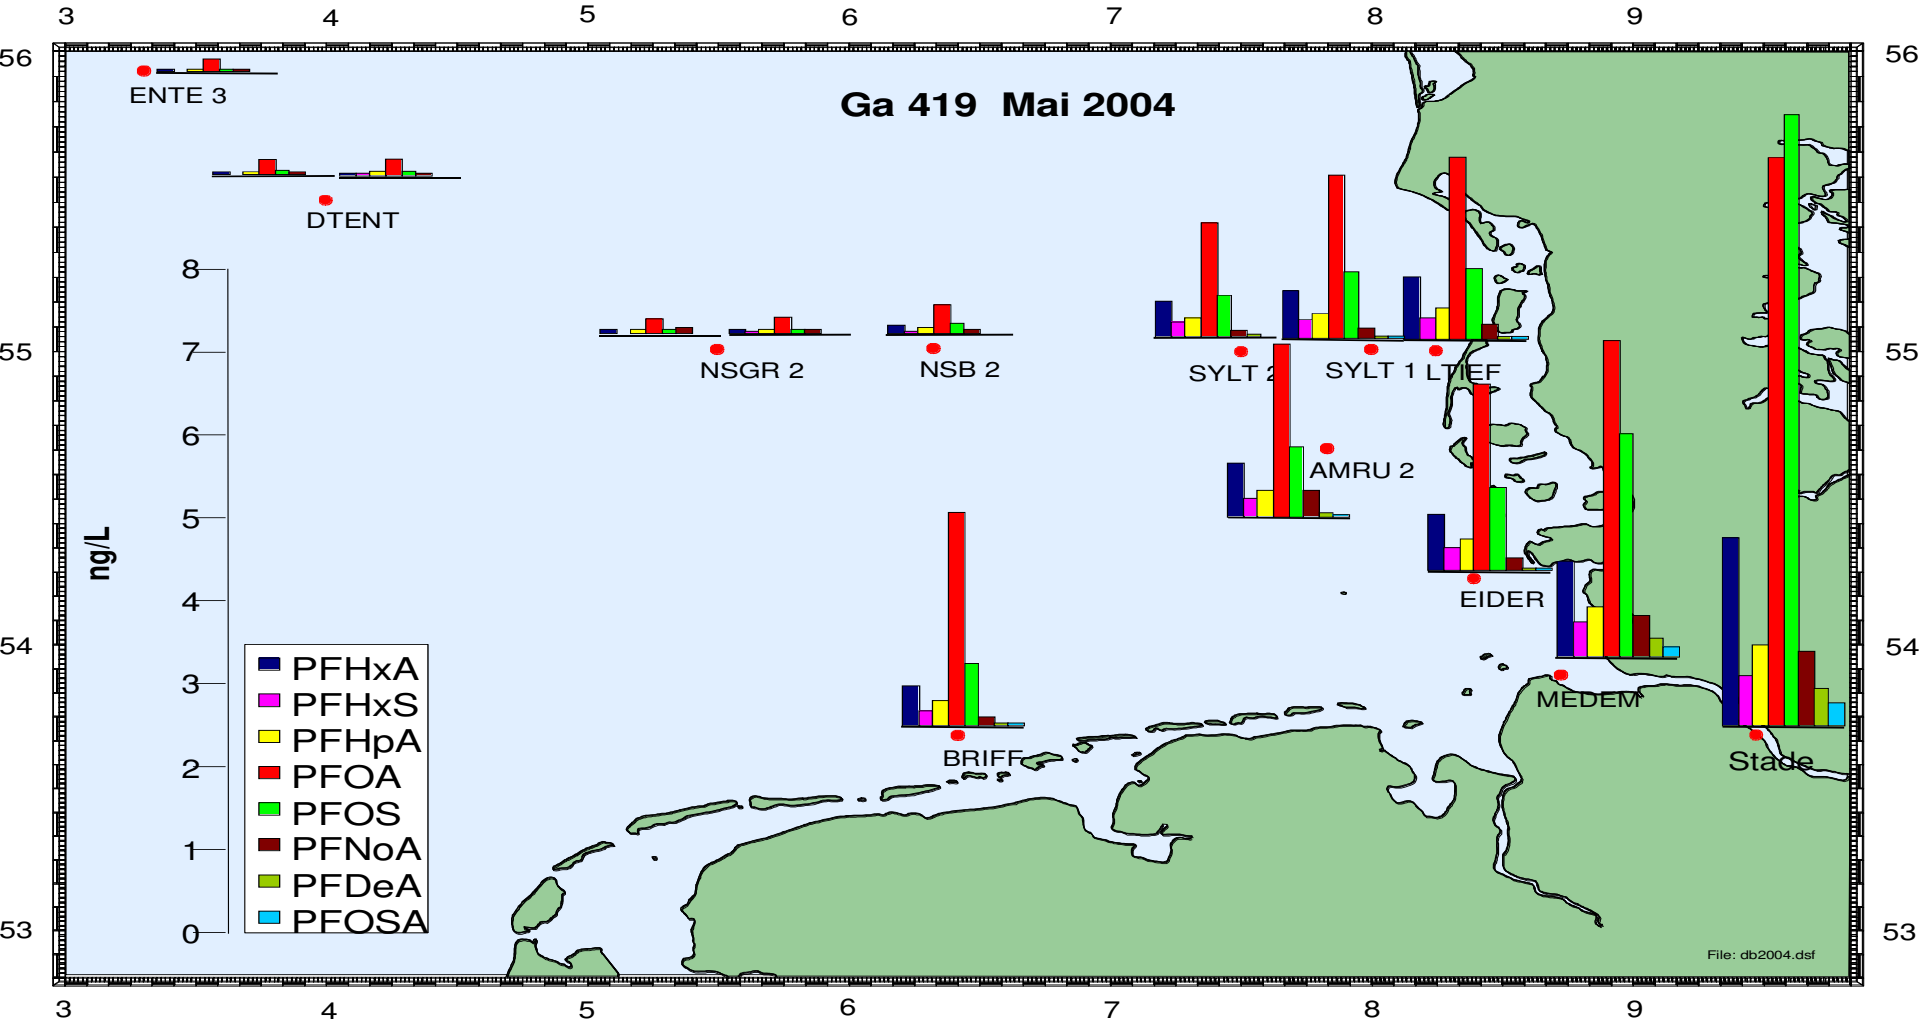 3 4 5 6 7 8 9
56 56
Ga 419 Mai 2004
ENTE 3
DTENT
8
7
6
5
4
3
2
1
0
ng/L
55 55
NSGR 2
NSB 2
SYLT 2
SYLT 1
LTIEF
AMRU 2
EIDER
54 54
MEDEM
BRIFF
Stade
PFHxA
PFHxS
PFHpA
PFOA
PFOS
PFNoA
PFDeA
PFOSA
53 53
File: db2004.dsf
3 4 5 6 7 8 9